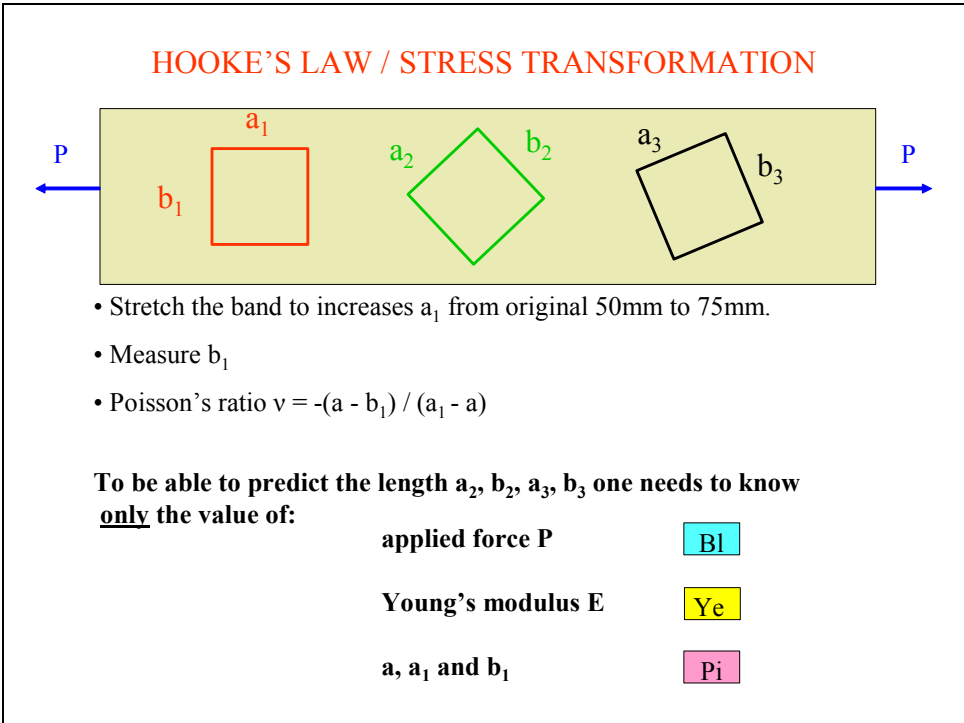 HOOKE'S LAW / STRESS TRANSFORMATION
a₁
P
b₁
a₂
b₂
a₃
b₃
P
• Stretch the band to increases a₁ from original 50mm to 75mm.
• Measure b₁
• Poisson's ratio ν = -(a - b₁) / (a₁ - a)
To be able to predict the length a₂, b₂, a₃, b₃ one needs to know
only the value of:
applied force P Bl
Young's modulus E Ye
a, a₁ and b₁ Pi